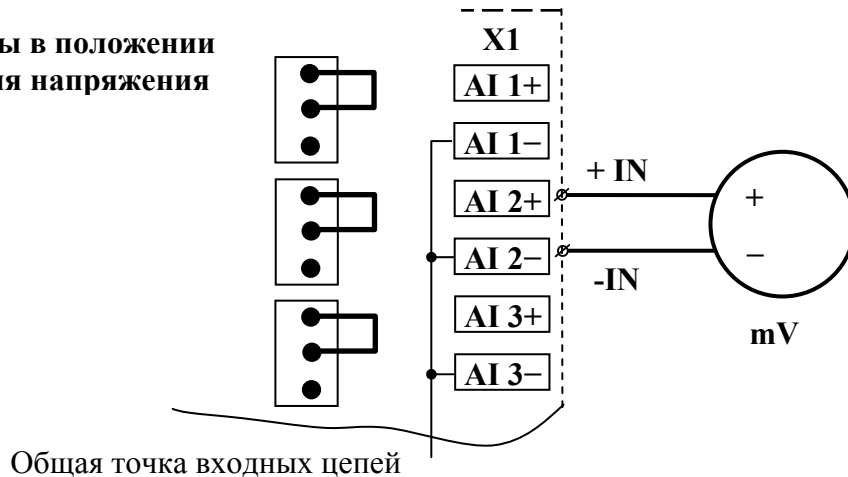 ы в положении
ия напряжения
X1
AI 1+
AI 1−
+ IN
AI 2+
+
AI 2−
−
-IN
AI 3+
mV
AI 3−
Общая точка входных цепей